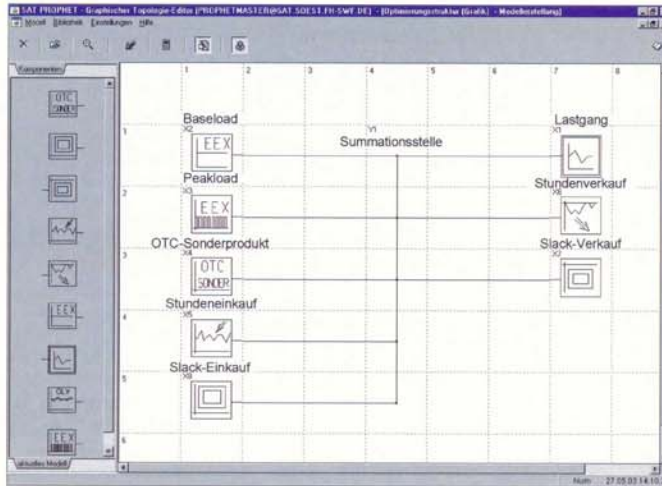 SAT PROPHET - Graphischer Topologie-Editor [PROPHETMASTER@SAT.SOEST.FH-SWF.DE] - [Optimierungsstruktur (Grafik) - Modellerstellung]
Modell Bibliothek Einstellungen Hilfe
Komponenten
1 2 3 4 5 6 7 8
OTC
SONDER
EEX
OLY
EEX
aktuelles Modell
1
2
3
4
5
6
Baseload
X2
EEX
Y1
Summationsstelle
Lastgang
X1
Peakload
X3
EEX
Stundenverkauf
X6
OTC-Sonderprodukt
X4
OTC
SONDER
Slack-Verkauf
X7
Stundeneinkauf
X5
Slack-Einkauf
Num 27.05.03 14:10